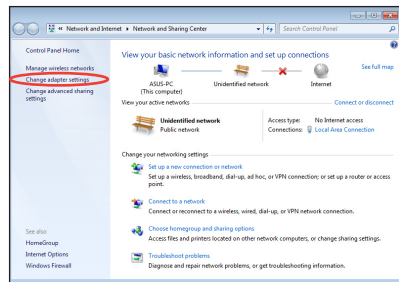 « Network and Internet ▸ Network and Sharing Center
Search Control Panel
Control Panel Home
Manage wireless networks
Change adapter settings
Change advanced sharing
settings
See also
HomeGroup
Internet Options
Windows Firewall
View your basic network information and set up connections
See full map
ASUS-PC
(This computer)
Unidentified network
Internet
View your active networks
Connect or disconnect
Unidentified network
Public network
Access type: No Internet access
Connections: Local Area Connection
Change your networking settings
Set up a new connection or network
Set up a wireless, broadband, dial-up, ad hoc, or VPN connection; or set up a router or access
point.
Connect to a network
Connect or reconnect to a wireless, wired, dial-up, or VPN network connection.
Choose homegroup and sharing options
Access files and printers located on other network computers, or change sharing settings.
Troubleshoot problems
Diagnose and repair network problems, or get troubleshooting information.